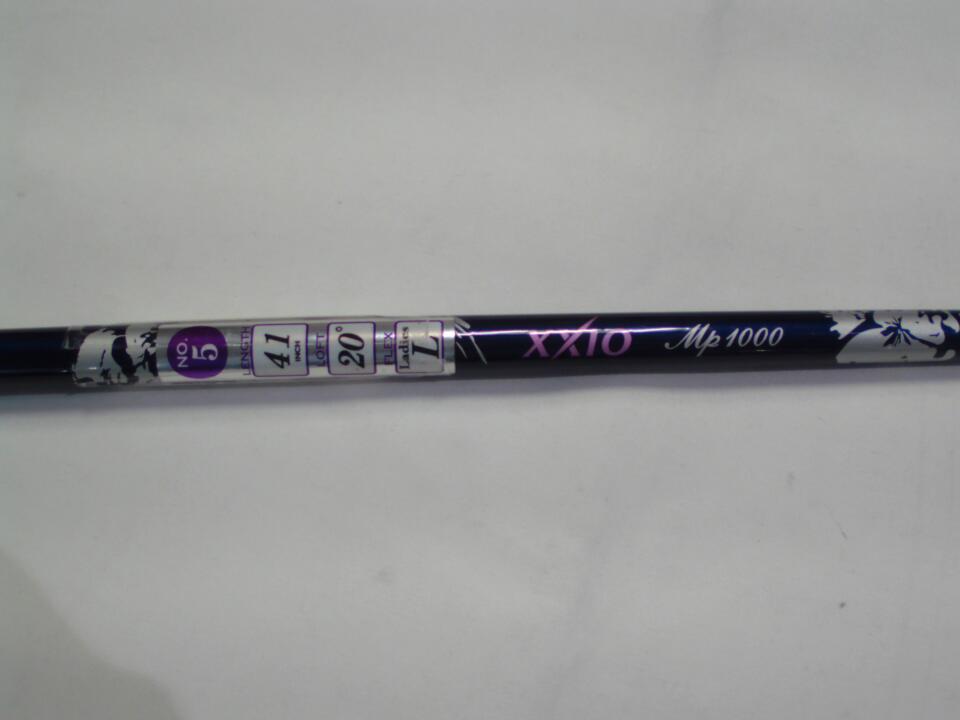 NO. 5
LENGTH
41 INCH
LOFT
20°
FLEX
Ladies L
XXIO Mp1000